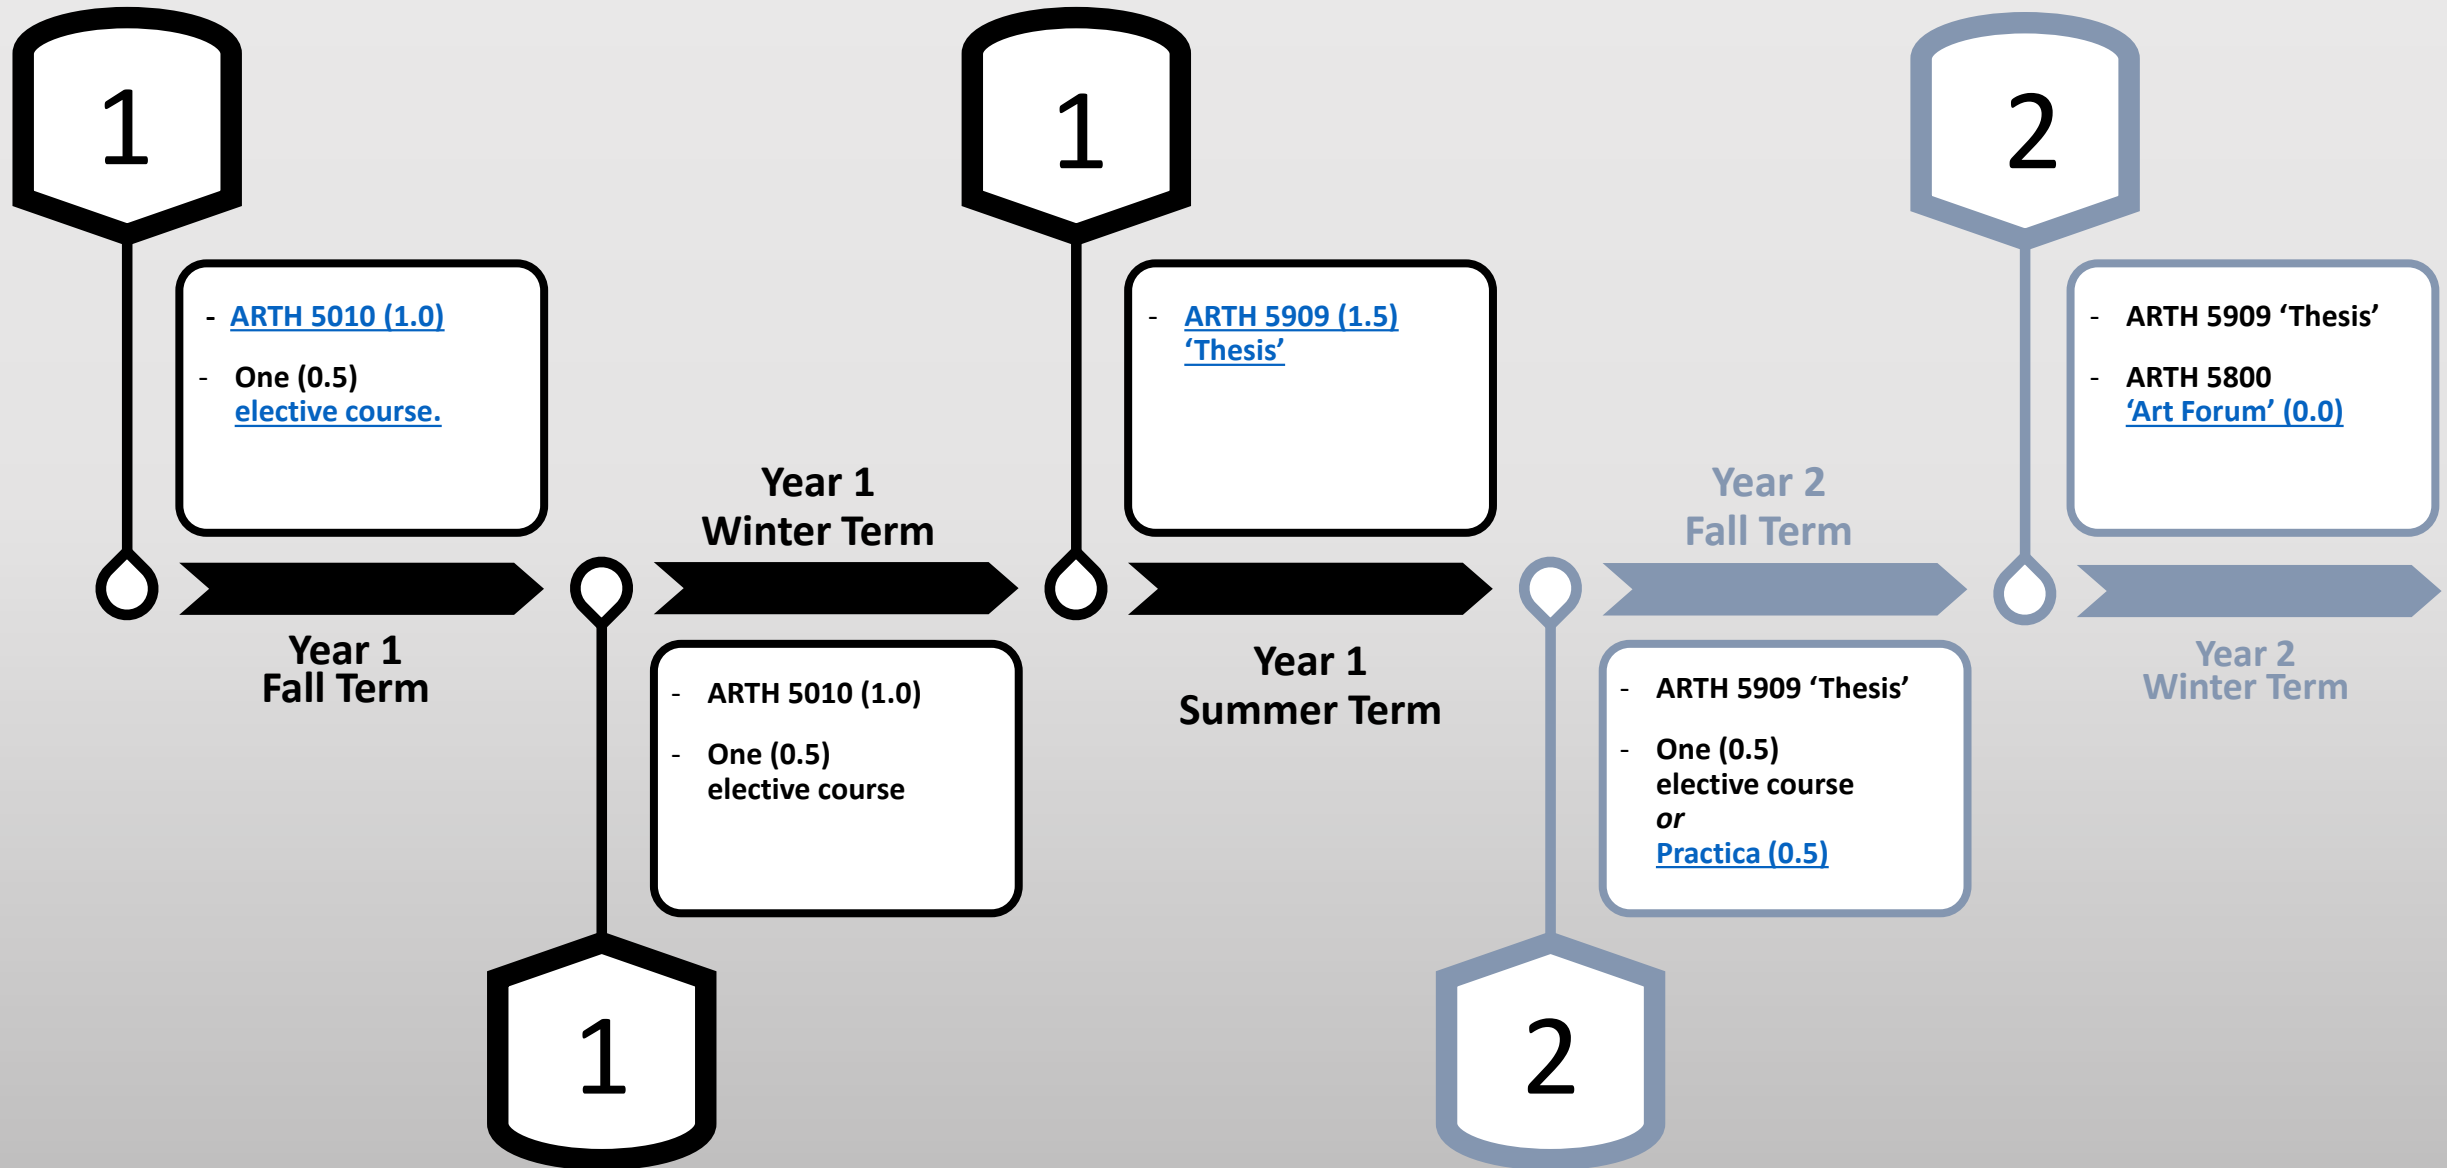 1
- ARTH 5010 (1.0)
- One (0.5)
elective course.
Year 1
Fall Term
Year 1
Winter Term
- ARTH 5010 (1.0)
- One (0.5)
elective course
1
1
- ARTH 5909 (1.5)
‘Thesis’
Year 1
Summer Term
Year 2
Fall Term
- ARTH 5909 ‘Thesis’
- One (0.5)
elective course
or
Practica (0.5)
2
2
- ARTH 5909 ‘Thesis’
- ARTH 5800
‘Art Forum’ (0.0)
Year 2
Winter Term